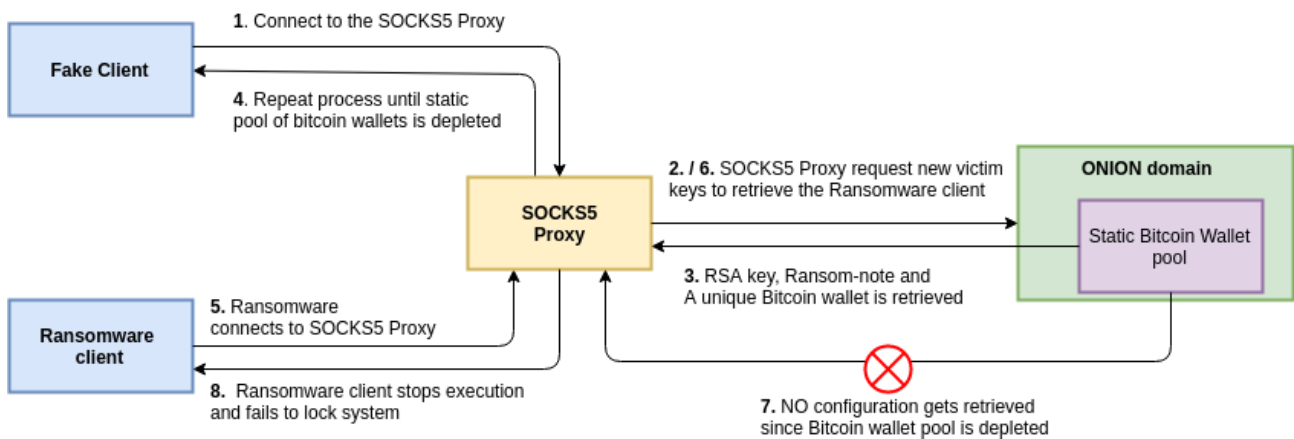 1. Connect to the SOCKS5 Proxy
Fake Client
4. Repeat process until static
pool of bitcoin wallets is depleted
2. / 6. SOCKS5 Proxy request new victim
keys to retrieve the Ransomware client
ONION domain
SOCKS5
Proxy
Static Bitcoin Wallet
pool
3. RSA key, Ransom-note and
A unique Bitcoin wallet is retrieved
5. Ransomware
connects to SOCKS5 Proxy
Ransomware
client
8. Ransomware client stops execution
and fails to lock system
7. NO configuration gets retrieved
since Bitcoin wallet pool is depleted